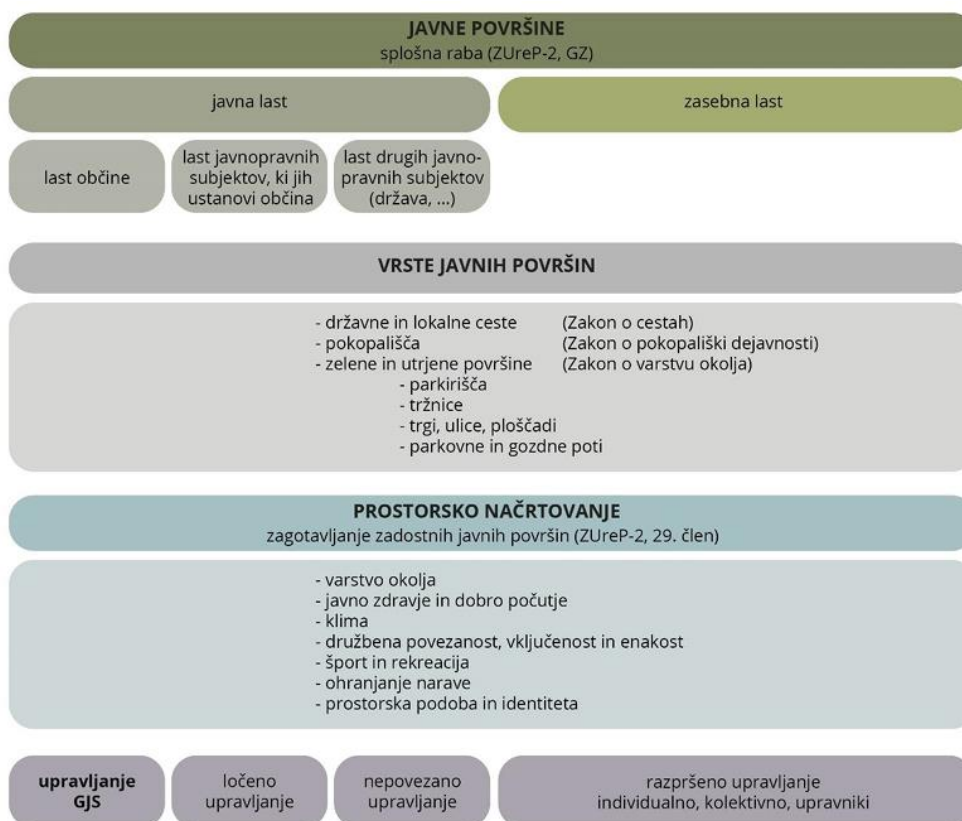 JAVNE POVRŠINE
splošna raba (ZUreP-2, GZ)
javna last
zasebna last
last občine
last javnopravnih
subjektov, ki jih
ustanovi občina
last drugih javno-
pravnih subjektov
(država, ...)
VRSTE JAVNIH POVRŠIN
- državne in lokalne ceste (Zakon o cestah)
- pokopališča (Zakon o pokopališki dejavnosti)
- zelene in utrjene površine (Zakon o varstvu okolja)
- parkirišča
- tržnice
- trgi, ulice, ploščadi
- parkovne in gozdne poti
PROSTORSKO NAČRTOVANJE
zagotavljanje zadostnih javnih površin (ZUreP-2, 29. člen)
- varstvo okolja
- javno zdravje in dobro počutje
- klima
- družbena povezanost, vključenost in enakost
- šport in rekreacija
- ohranjanje narave
- prostorska podoba in identiteta
upravljanje
GJS
ločeno
upravljanje
nepovezano
upravljanje
razpršeno upravljanje
individualno, kolektivno, upravniki